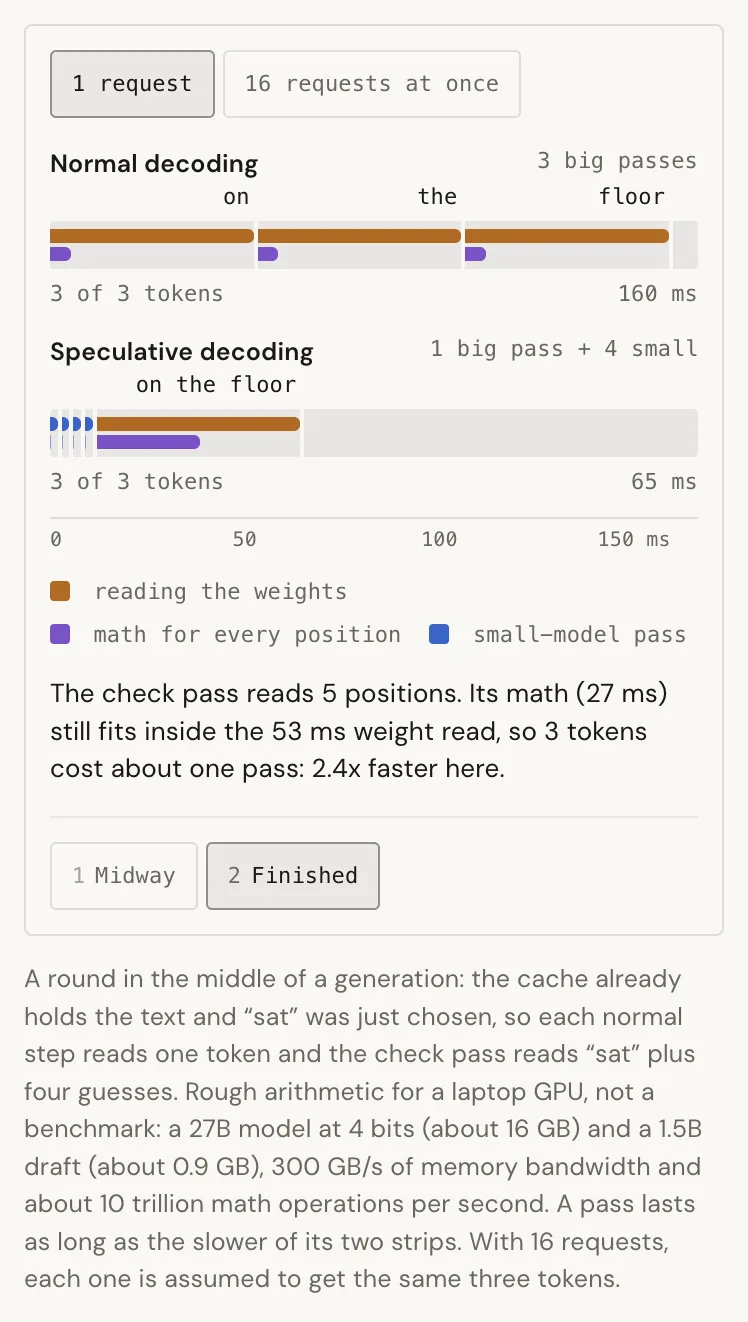 1 request
16 requests at once
Normal decoding
3 big passes
on
the
floor
3 of 3 tokens
160 ms
Speculative decoding
1 big pass + 4 small
on the floor
3 of 3 tokens
65 ms
0
50
100
150 ms
reading the weights
math for every position
small–model pass
The check pass reads 5 positions. Its math (27 ms)
still fits inside the 53 ms weight read, so 3 tokens
cost about one pass: 2.4x faster here.
1 Midway
2 Finished
A round in the middle of a generation: the cache already
holds the text and “sat” was just chosen, so each normal
step reads one token and the check pass reads “sat” plus
four guesses. Rough arithmetic for a laptop GPU, not a
benchmark: a 27B model at 4 bits (about 16 GB) and a 1.5B
draft (about 0.9 GB), 300 GB/s of memory bandwidth and
about 10 trillion math operations per second. A pass lasts
as long as the slower of its two strips. With 16 requests,
each one is assumed to get the same three tokens.